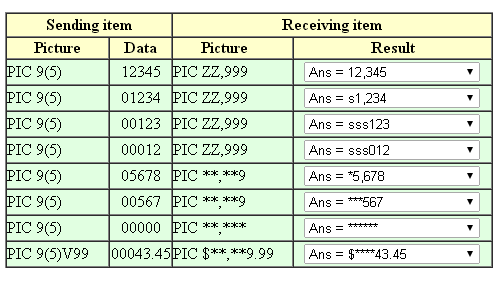 Sending item Receiving item
Picture Data Picture Result
PIC 9(5) 12345 PIC ZZ,999 Ans = 12,345
PIC 9(5) 01234 PIC ZZ,999 Ans = s1,234
PIC 9(5) 00123 PIC ZZ,999 Ans = sss123
PIC 9(5) 00012 PIC ZZ,999 Ans = sss012
PIC 9(5) 05678 PIC **,**9 Ans = *5,678
PIC 9(5) 00567 PIC **,**9 Ans = ***567
PIC 9(5) 00000 PIC **,*** Ans = ******
PIC 9(5)V99 00043.45 PIC $**,**9.99 Ans = $****43.45